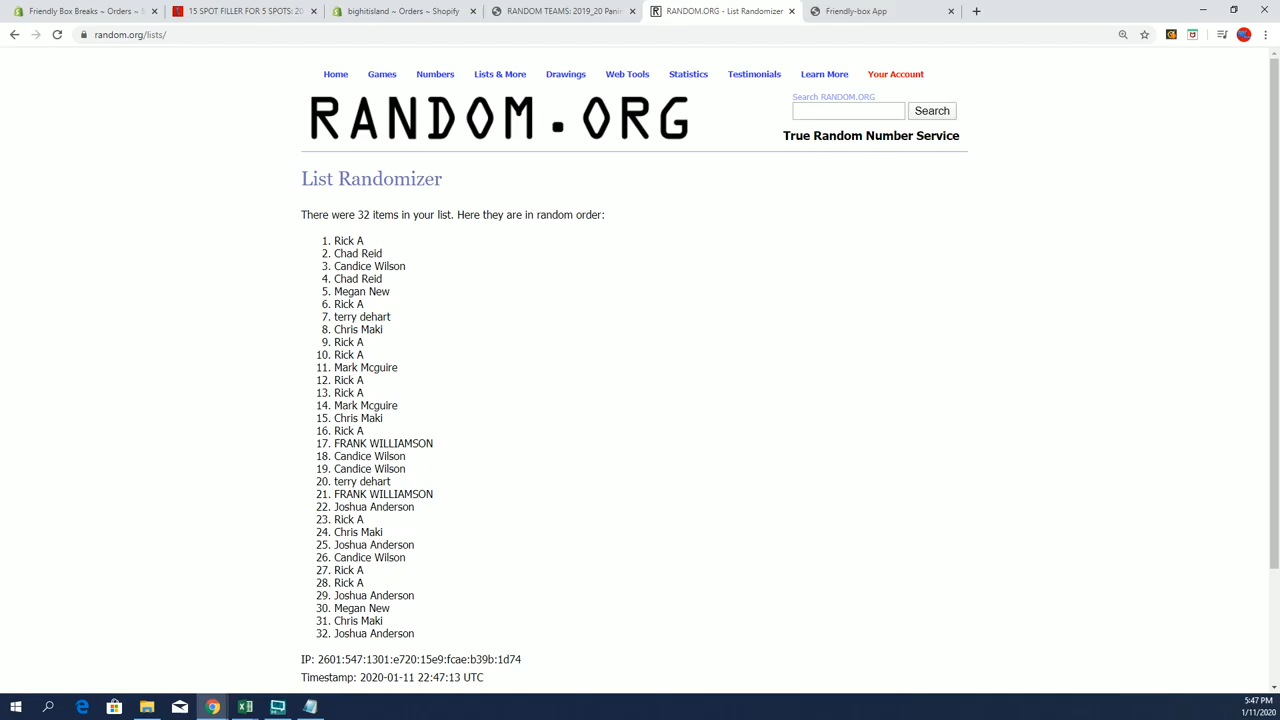 Friendly Box Breaks ~ Orders ~ S
15 SPOT FILLER FOR 5 SPOTS: 20
bightisland ~ Orders ~ Shopify
RANDOM TEAMS: 2019_20 Panin
RANDOM.ORG - List Randomizer
Friendly-box App
random.org/lists/
Home Games Numbers Lists & More Drawings Web Tools Statistics Testimonials Learn More Your Account
Search RANDOM.ORG
RANDOM.ORG
Search
True Random Number Service
List Randomizer
There were 32 items in your list. Here they are in random order:
1. Rick A
2. Chad Reid
3. Candice Wilson
4. Chad Reid
5. Megan New
6. Rick A
7. terry dehart
8. Chris Maki
9. Rick A
10. Rick A
11. Mark Mcguire
12. Rick A
13. Rick A
14. Mark Mcguire
15. Chris Maki
16. Rick A
17. FRANK WILLIAMSON
18. Candice Wilson
19. Candice Wilson
20. terry dehart
21. FRANK WILLIAMSON
22. Joshua Anderson
23. Rick A
24. Chris Maki
25. Joshua Anderson
26. Candice Wilson
27. Rick A
28. Rick A
29. Joshua Anderson
30. Megan New
31. Chris Maki
32. Joshua Anderson
IP: 2601:547:1301:e720:15e9:fcae:b39b:1d74
Timestamp: 2020-01-11 22:47:13 UTC
5:47 PM
1/11/2020